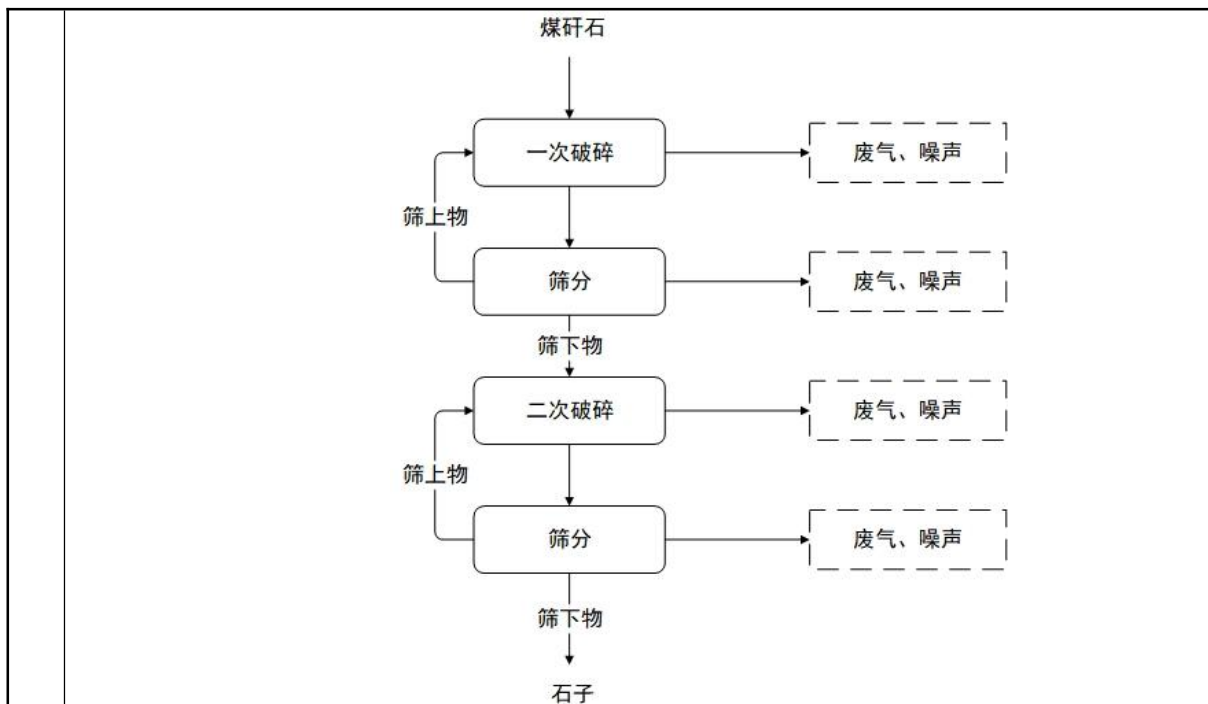 煤矸石
一次破碎
废气、噪声
筛上物
筛分
废气、噪声
筛下物
二次破碎
废气、噪声
筛上物
筛分
废气、噪声
筛下物
石子